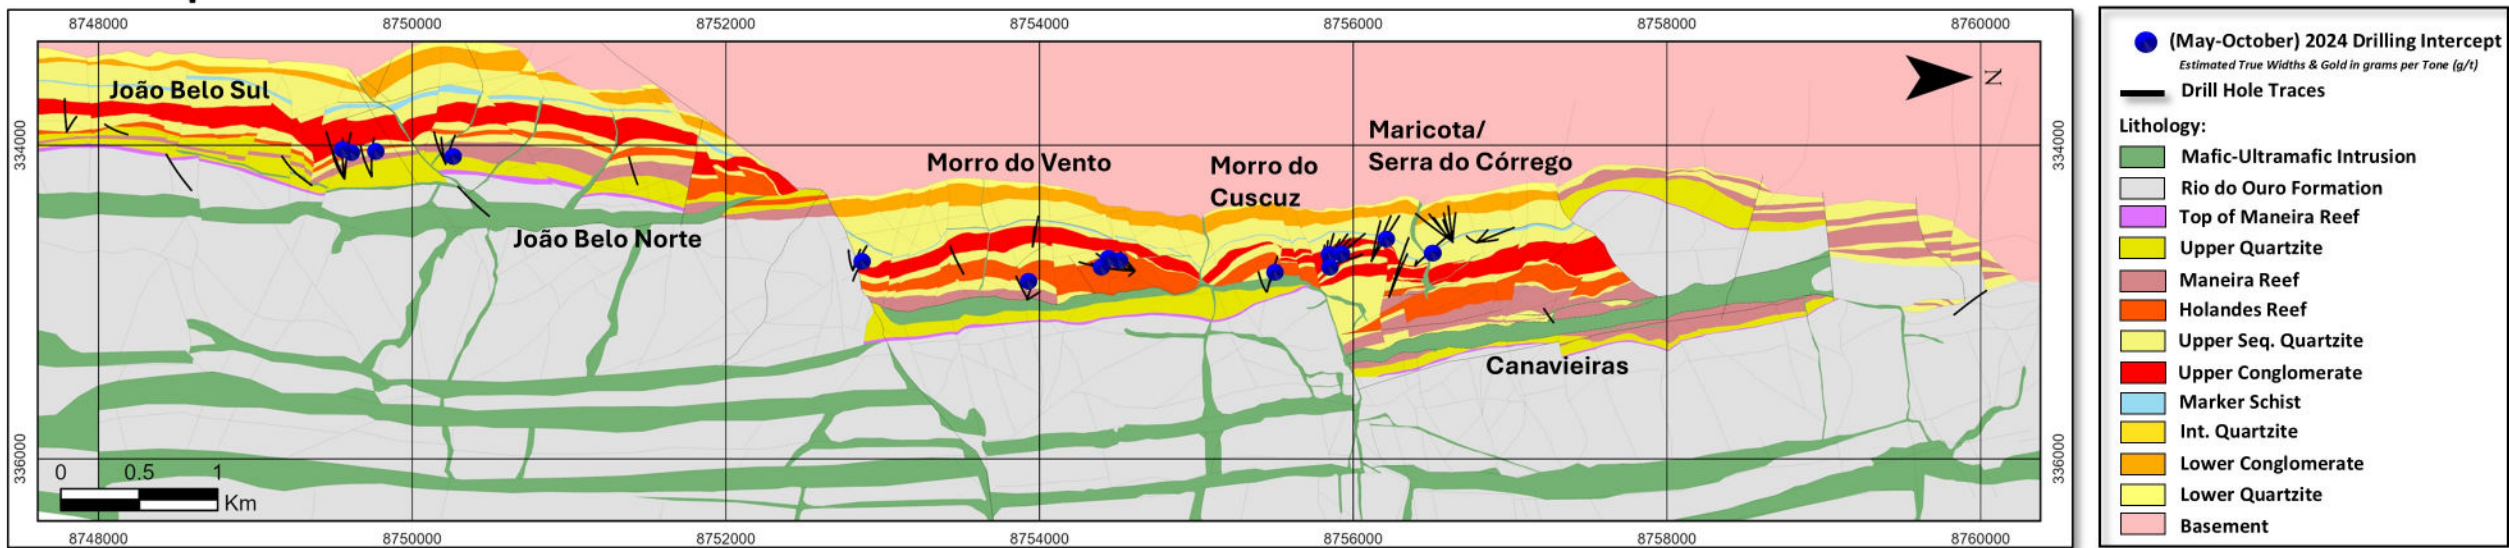 8748000 8750000 8752000 8754000 8756000 8758000 8760000
João Belo Sul
334000
N
334000
Maricota/
Serra do Córrego
Morro do Vento
Morro do
Cuscuz
João Belo Norte
Canavieiras
336000
336000
0 0.5 1
Km
8748000 8750000 8752000 8754000 8756000 8758000 8760000
(May-October) 2024 Drilling Intercept
Estimated True Widths & Gold in grams per Tone (g/t)
Drill Hole Traces
Lithology:
Mafic-Ultramafic Intrusion
Rio do Ouro Formation
Top of Maneira Reef
Upper Quartzite
Maneira Reef
Holandes Reef
Upper Seq. Quartzite
Upper Conglomerate
Marker Schist
Int. Quartzite
Lower Conglomerate
Lower Quartzite
Basement